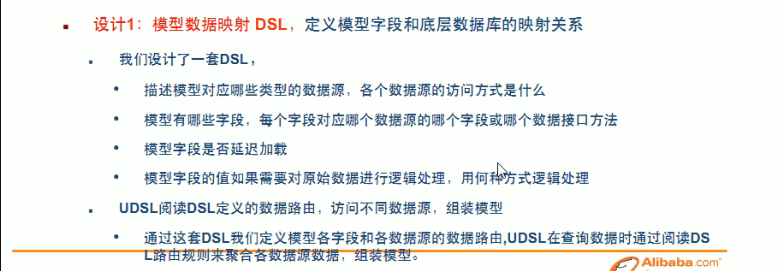 设计1：模型数据映射 DSL，定义模型字段和底层数据库的映射关系
我们设计了一套DSL，
描述模型对应哪些类型的数据源，各个数据源的访问方式是什么
模型有哪些字段，每个字段对应哪个数据源的哪个字段或哪个数据接口方法
模型字段是否延迟加载
模型字段的值如果需要对原始数据进行逻辑处理，用何种方式逻辑处理
UDSL阅读DSL定义的数据路由，访问不同数据源，组装模型
通过这套DSL我们定义模型各字段和各数据源的数据路由,UDSL在查询数据时通过阅读DS
L路由规则来聚合各数据源数据，组装模型。
Alibaba.com